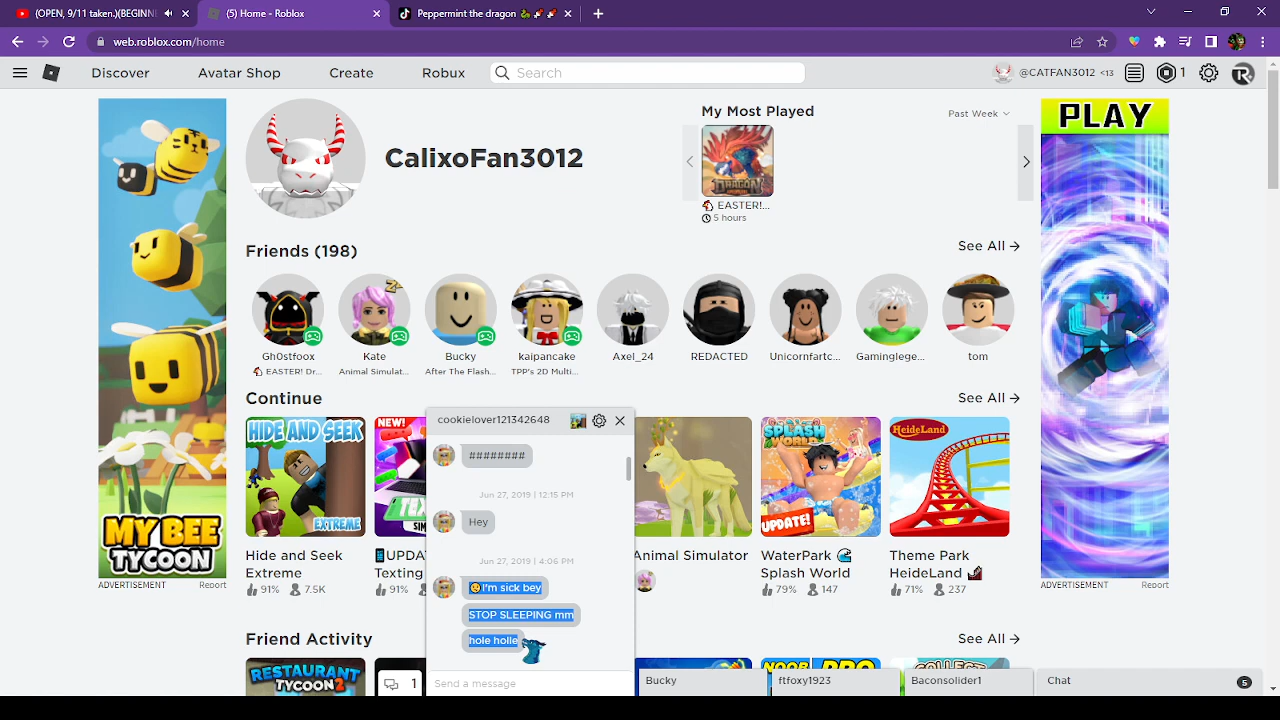 (OPEN, 9/11 taken.)(BEGINN
(5) Home - Roblox
Peppermint the dragon
web.roblox.com/home
Discover
Avatar Shop
Create
Robux
Search
@CATFAN3012 <13
1
CalixoFan3012
My Most Played
Past Week
DRAGON
EASTER!...
5 hours
PLAY
Friends (198)
See All →
Gh0stfoox
Kate
Bucky
kaipancake
Axel_24
REDACTED
Unicornfartc...
Gaminglege...
tom
EASTER! Dr...
Animal Simulat...
After The Flash...
TPP's 2D Multi...
Continue
See All →
HIDE AND SEEK
EXTREME
NEW!
SPLASH WORLD
UPDATE!
HeideLand
Hide and Seek Extreme
91% 7.5K
UPDA
Texting
91%
Animal Simulator
WaterPark
Splash World
79% 147
Theme Park
HeideLand
71% 237
MY BEE TYCOON
ADVERTISEMENT
Report
ADVERTISEMENT
Report
cookielover121342648
########
Jun 27, 2019 | 12:15 PM
Hey
Jun 27, 2019 | 4:06 PM
I'm sick bey
STOP SLEEPING mm
hole holle
Send a message
Friend Activity
See All →
RESTAURANT
TYCOON 2
1
NOOB PRO
COLLECT
Bucky
ftfoxy1923
Baconsolider1
Chat
5